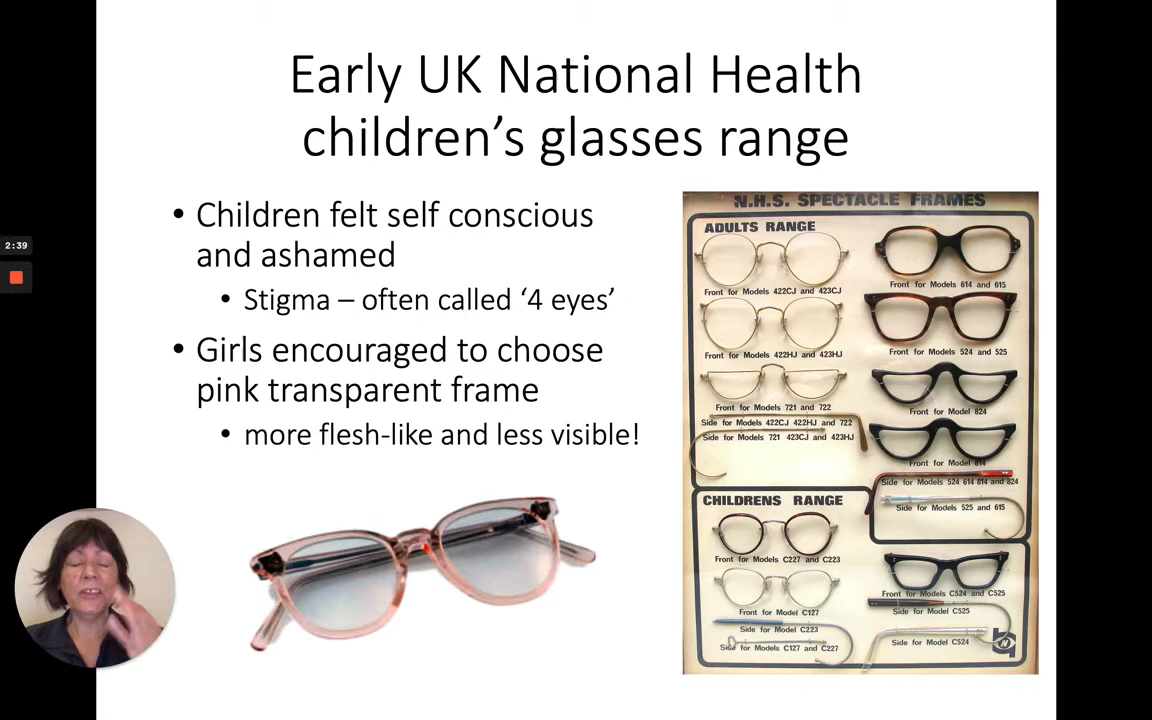 Early UK National Health
children's glasses range
• Children felt self conscious
and ashamed
• Stigma – often called '4 eyes'
• Girls encouraged to choose
pink transparent frame
• more flesh-like and less visible!
2:39
N.H.S. SPECTACLE FRAMES
ADULTS RANGE
Front for Models 422CJ and 423CJ
Front for Models 422HJ and 423HJ
Front for Models 721 and 722
Side for Models 422CJ 422HJ and 722
Side for Models 721 423CJ and 423HJ
Front for Models 614 and 615
Front for Models 524 and 525
Front for Model 824
Front for Model 814
Side for Models 524 614 814 and 824
Side for Models 525 and 615
CHILDRENS RANGE
Front for Models C227 and C223
Front for Model C127
Side for Model C223
Side for Models C127 and C227
Front for Models C524 and C525
Side for Model C525
Side for Model C524